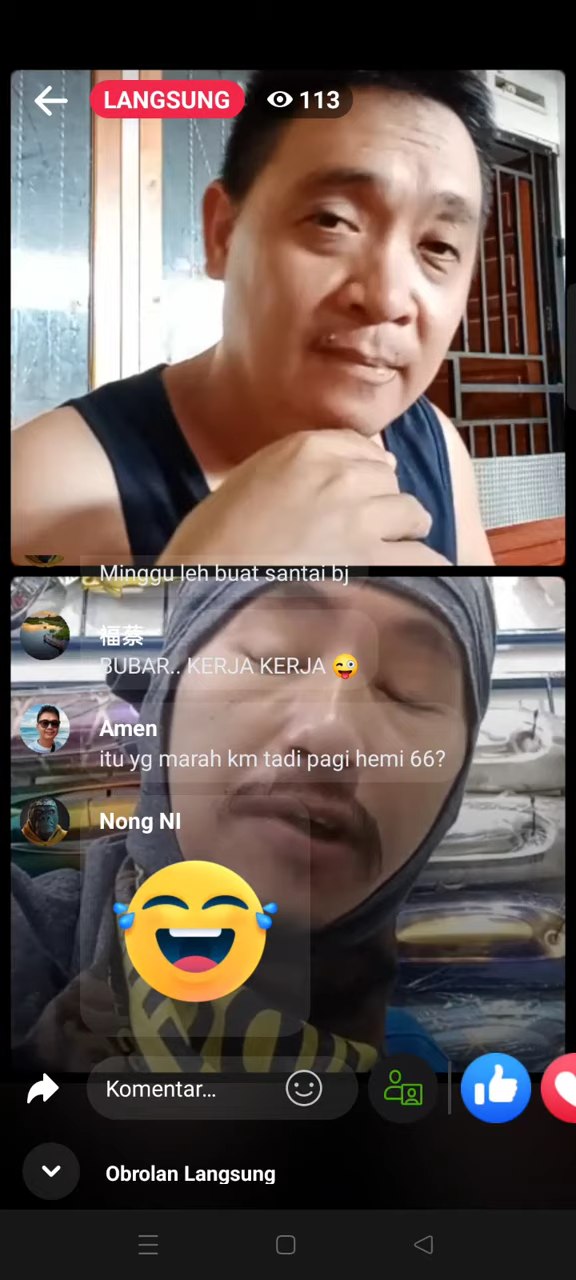 LANGSUNG
113
Minggu leh buat santai bj
福蔡
BUBAR.. KERJA KERJA 😜
Amen
itu yg marah km tadi pagi hemi 66?
Nong NI
Komentar...
Obrolan Langsung